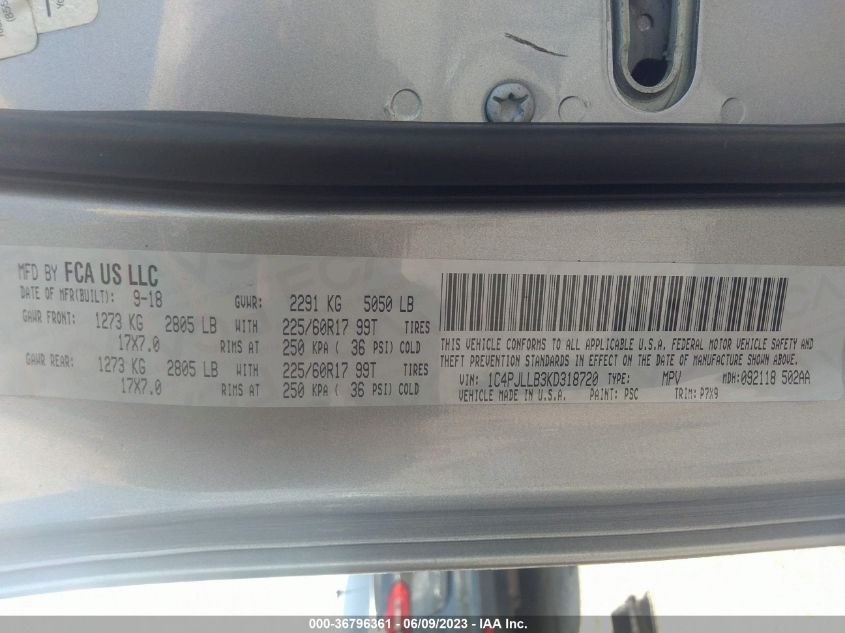 MFD BY FCA US LLC
DATE OF MFR(BUILT): 9-18 GVWR: 2291 KG 5050 LB
GAWR FRONT: 1273 KG 2805 LB WITH 225/60R17 99T TIRES
17X7.0 RIMS AT 250 KPA ( 36 PSI) COLD
GAWR REAR: 1273 KG 2805 LB WITH 225/60R17 99T TIRES
17X7.0 RIMS AT 250 KPA ( 36 PSI) COLD
THIS VEHICLE CONFORMS TO ALL APPLICABLE U.S.A. FEDERAL MOTOR VEHICLE SAFETY AND
THEFT PREVENTION STANDARDS IN EFFECT ON THE DATE OF MANUFACTURE SHOWN ABOVE.
VIN: 1C4PJLLB3KD318720 TYPE: MPV MDH:092118 502AA
VEHICLE MADE IN U.S.A. PAINT: PSC TRIM: P7X9
000-36796361 - 06/09/2023 - IAA Inc.